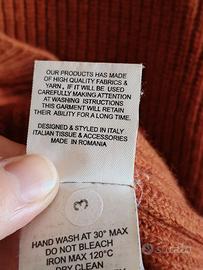 OUR PRODUCTS HAS MADE
OF HIGH QUALITY FABRICS &
YARN , IF IT WILL BE USED
CAREFULLY MAKING ATTENTION
AT WASHING ISTRUCTIONS
THIS GARMENT WILL RETAIN
THEIR ABILITY FOR A LONG TIME.
DESIGNED & STYLED IN ITALY
ITALIAN TISSUE & ACCESSORIES
MADE IN ROMANIA
3
HAND WASH AT 30° MAX
DO NOT BLEACH
IRON MAX 120°C
DRY CLEAN